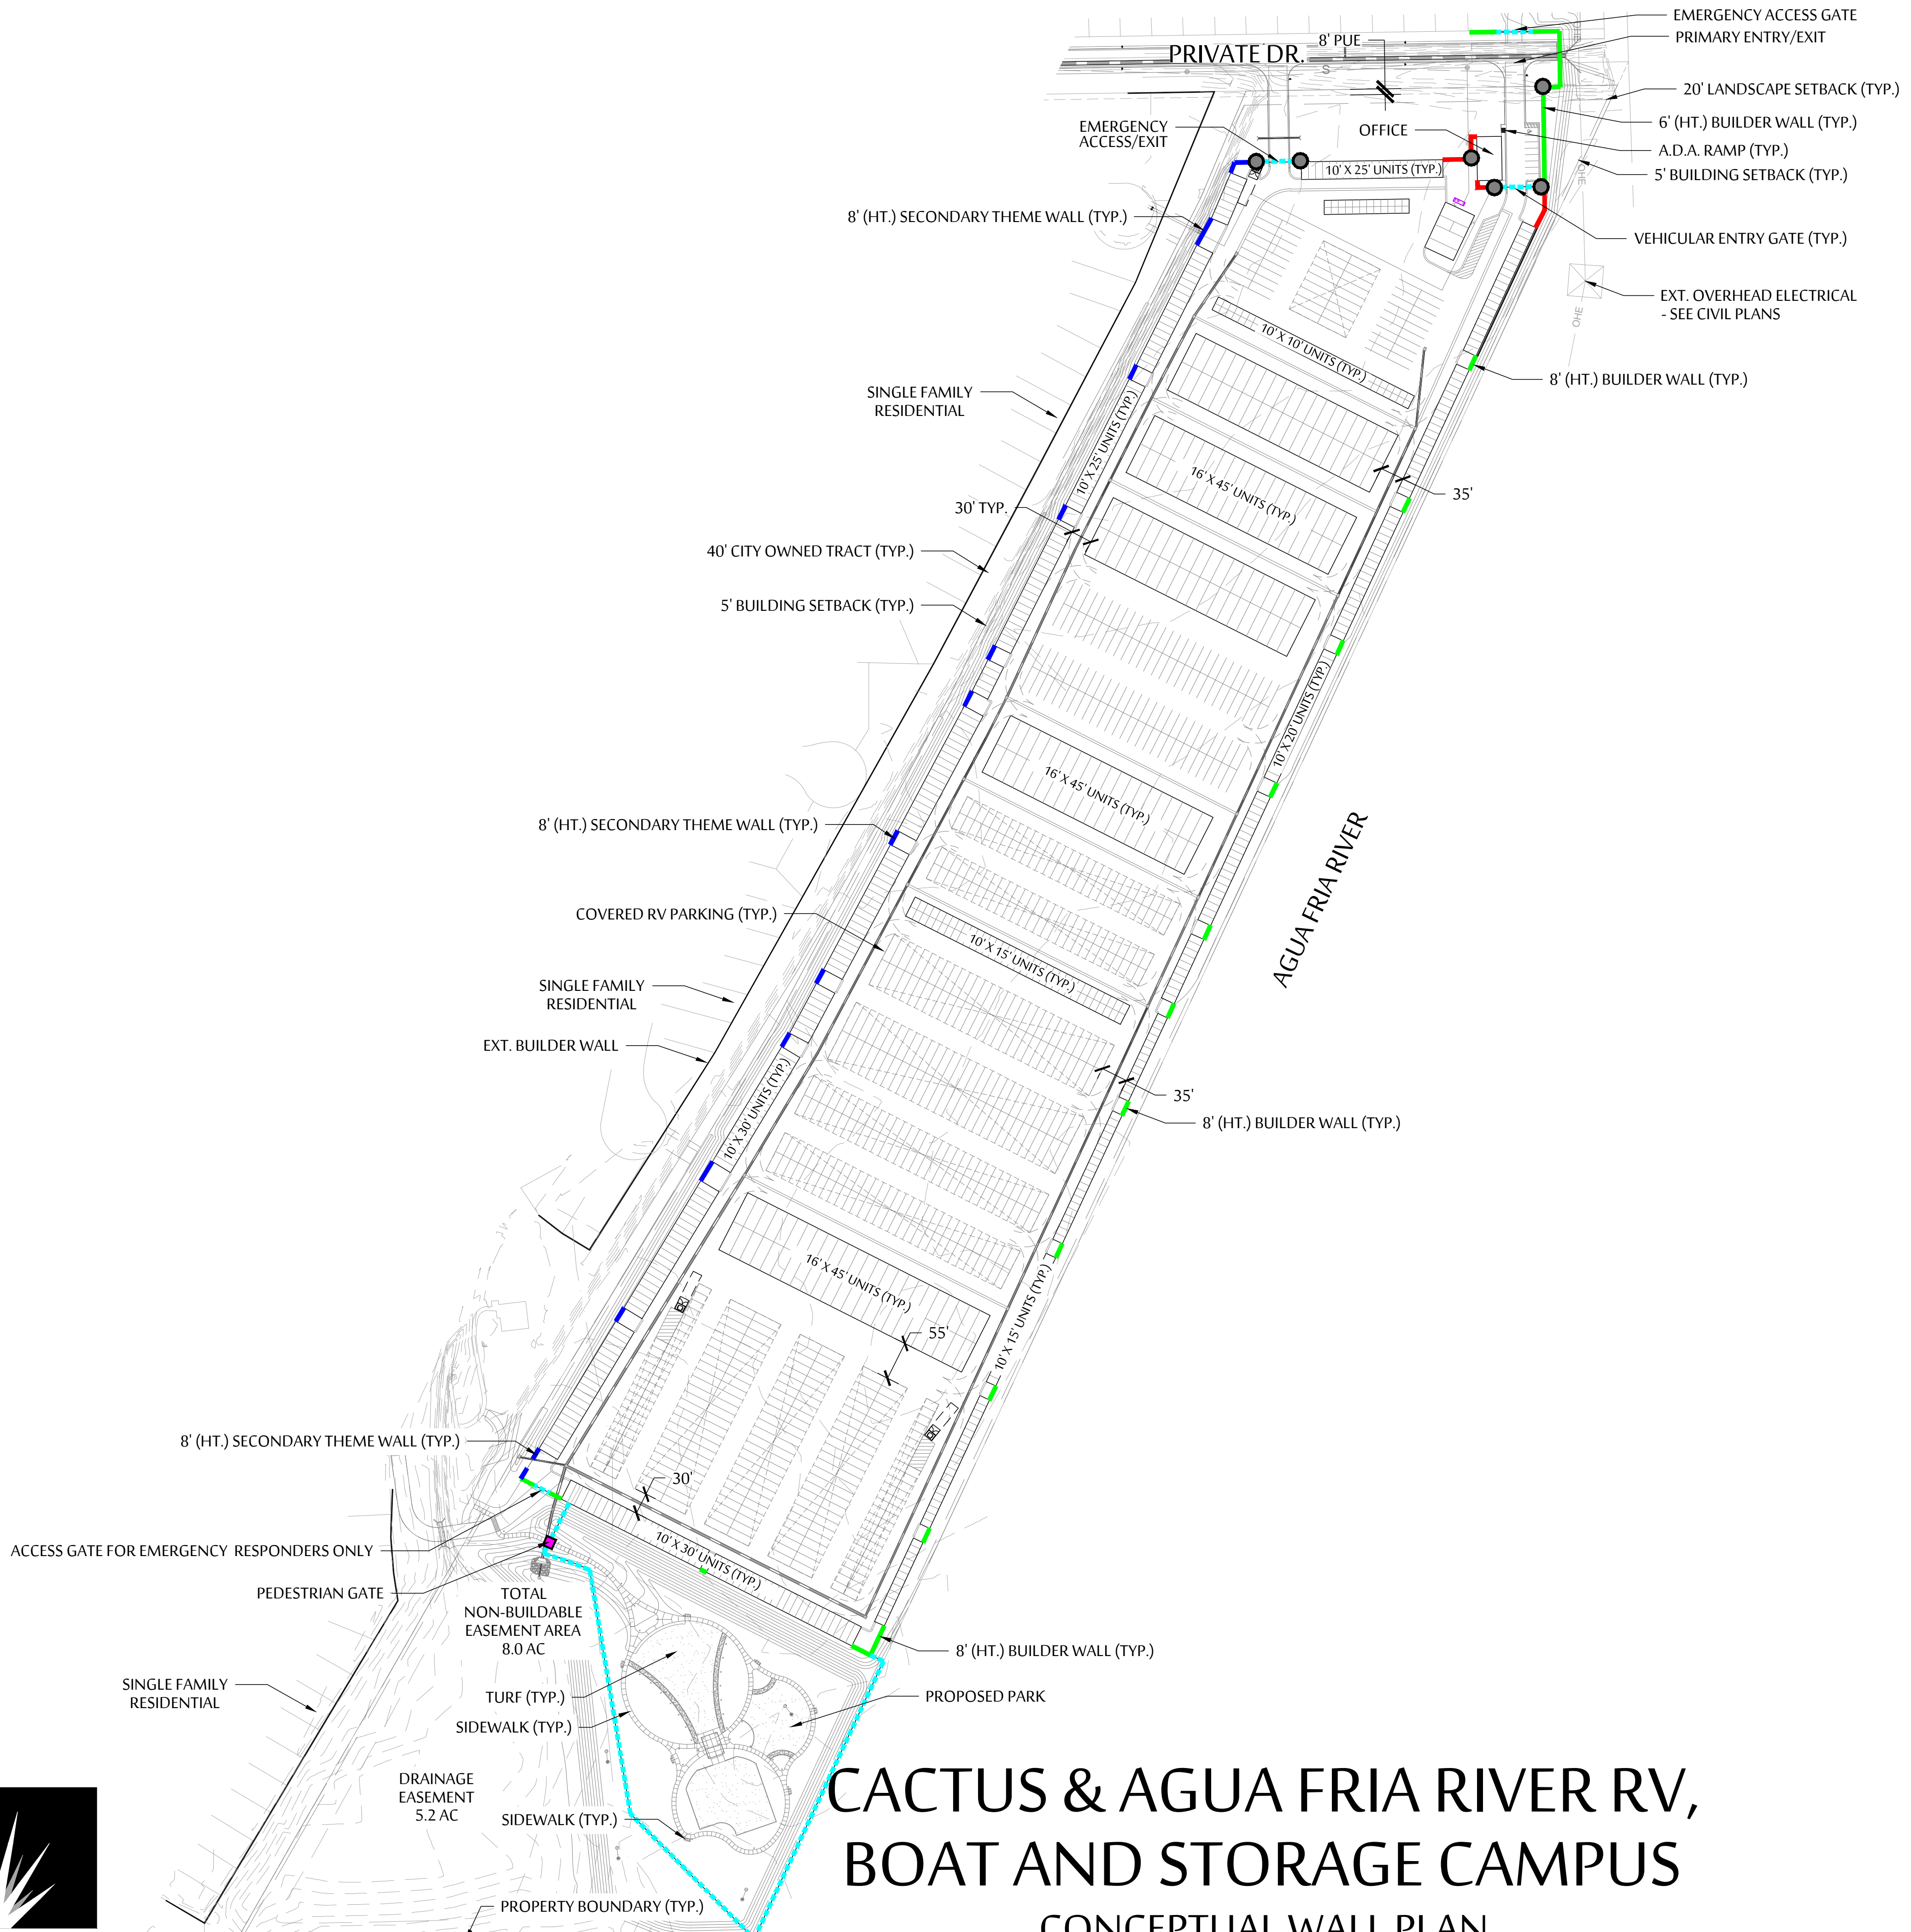 EMERGENCY ACCESS GATE
PRIMARY ENTRY/EXIT
8' PUE
PRIVATE DR.
S
20' LANDSCAPE SETBACK (TYP.)
6' (HT.) BUILDER WALL (TYP.)
EMERGENCY
ACCESS/EXIT
OFFICE
A.D.A. RAMP (TYP.)
10' X 25' UNITS (TYP.)
5' BUILDING SETBACK (TYP.)
OHE
8' (HT.) SECONDARY THEME WALL (TYP.)
VEHICULAR ENTRY GATE (TYP.)
EXT. OVERHEAD ELECTRICAL
- SEE CIVIL PLANS
OHE
10' X 10' UNITS (TYP.)
8' (HT.) BUILDER WALL (TYP.)
SINGLE FAMILY
RESIDENTIAL
10' X 25' UNITS (TYP.)
16' X 45' UNITS (TYP.)
35'
30' TYP.
40' CITY OWNED TRACT (TYP.)
5' BUILDING SETBACK (TYP.)
10' X 20' UNITS (TYP.)
16' X 45' UNITS (TYP.)
8' (HT.) SECONDARY THEME WALL (TYP.)
AGUA FRIA RIVER
COVERED RV PARKING (TYP.)
10' X 15' UNITS (TYP.)
SINGLE FAMILY
RESIDENTIAL
EXT. BUILDER WALL
35'
10' X 30' UNITS (TYP.)
8' (HT.) BUILDER WALL (TYP.)
16' X 45' UNITS (TYP.)
10' X 15' UNITS (TYP.)
55'
8' (HT.) SECONDARY THEME WALL (TYP.)
30'
ACCESS GATE FOR EMERGENCY RESPONDERS ONLY
10' X 30' UNITS (TYP.)
PEDESTRIAN GATE
TOTAL
NON-BUILDABLE
EASEMENT AREA
8.0 AC
8' (HT.) BUILDER WALL (TYP.)
SINGLE FAMILY
RESIDENTIAL
TURF (TYP.)
PROPOSED PARK
SIDEWALK (TYP.)
DRAINAGE
EASEMENT
5.2 AC
SIDEWALK (TYP.)
PROPERTY BOUNDARY (TYP.)
CACTUS & AGUA FRIA RIVER RV,
BOAT AND STORAGE CAMPUS
CONCEPTUAL WALL PLAN